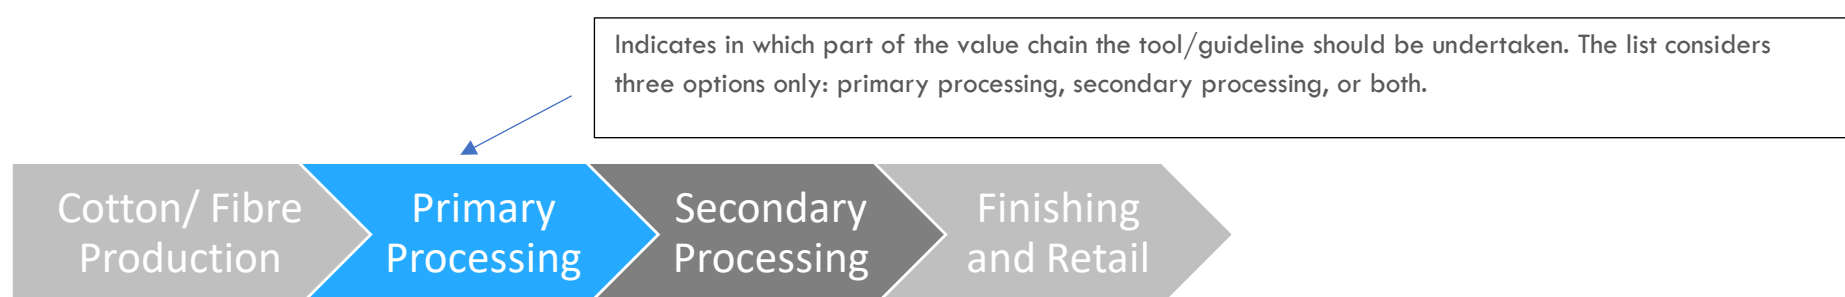 Indicates in which part of the value chain the tool/guideline should be undertaken. The list considers
three options only: primary processing, secondary processing, or both.
Cotton/ Fibre
Production
Primary
Processing
Secondary
Processing
Finishing
and Retail